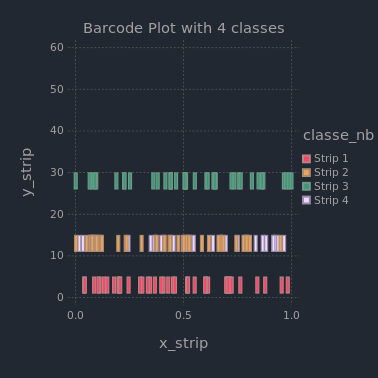 Barcode Plot with 4 classes
60
50
40
30
20
10
0
y_strip
0.0
0.5
1.0
x_strip
classe_nb
Strip 1
Strip 2
Strip 3
Strip 4